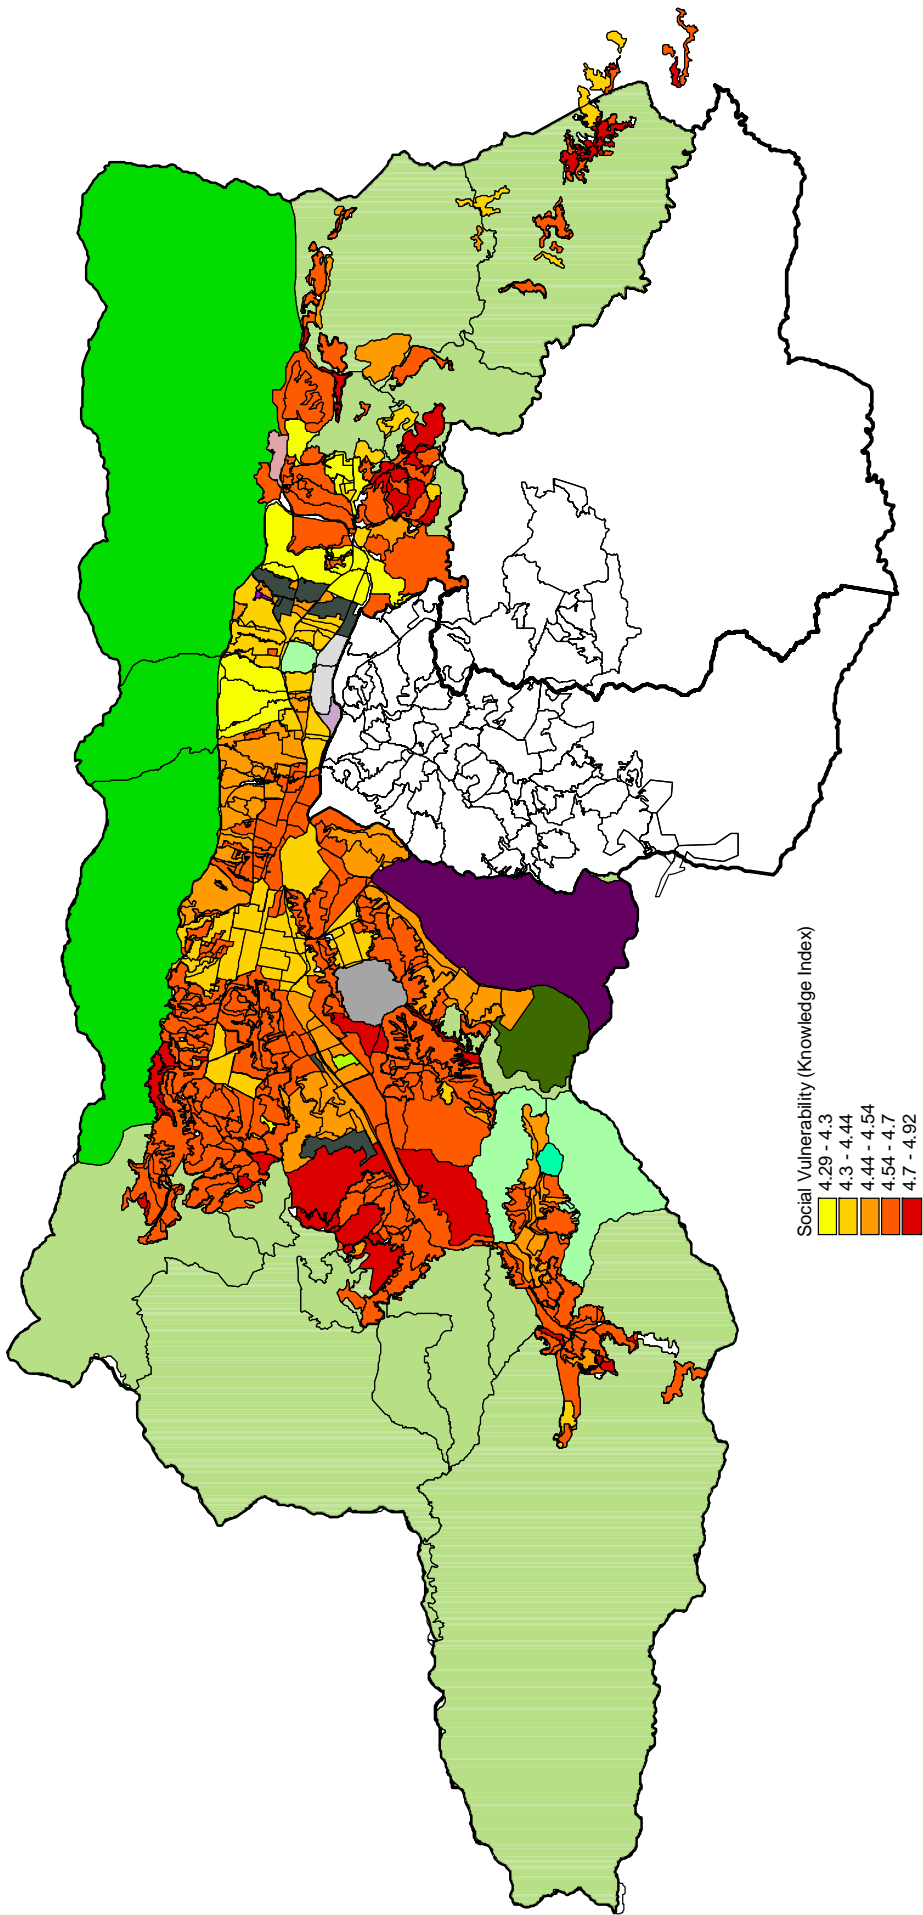 Social Vulnerability (Knowledge Index)
4.29 - 4.3
4.3 - 4.44
4.44 - 4.54
4.54 - 4.7
4.7 - 4.92